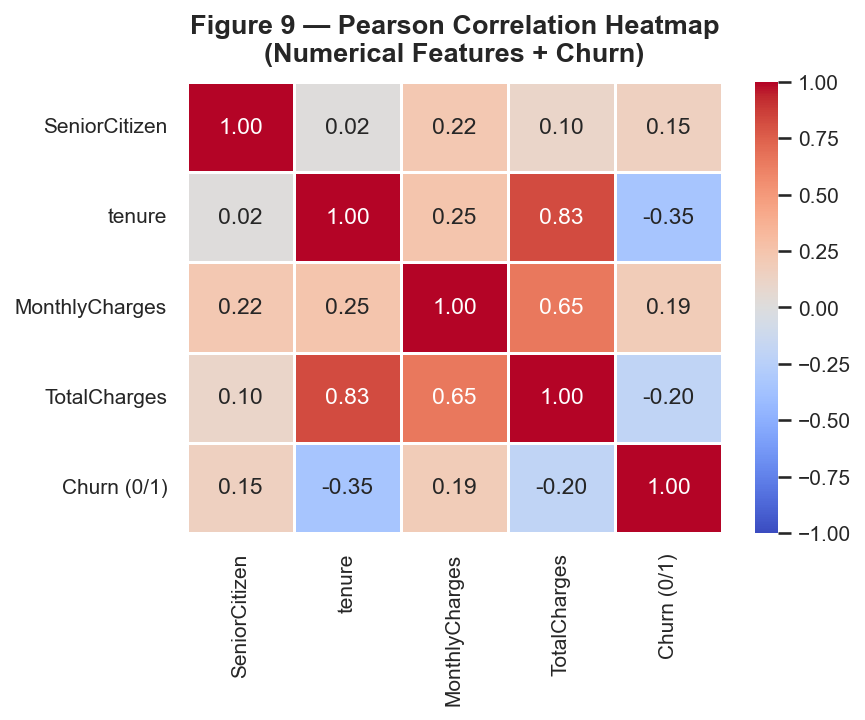 Figure 9 — Pearson Correlation Heatmap
(Numerical Features + Churn)
SeniorCitizen 1.00 0.02 0.22 0.10 0.15
tenure 0.02 1.00 0.25 0.83 -0.35
MonthlyCharges 0.22 0.25 1.00 0.65 0.19
TotalCharges 0.10 0.83 0.65 1.00 -0.20
Churn (0/1) 0.15 -0.35 0.19 -0.20 1.00
SeniorCitizen
tenure
MonthlyCharges
TotalCharges
Churn (0/1)
1.00
0.75
0.50
0.25
0.00
−0.25
−0.50
−0.75
−1.00